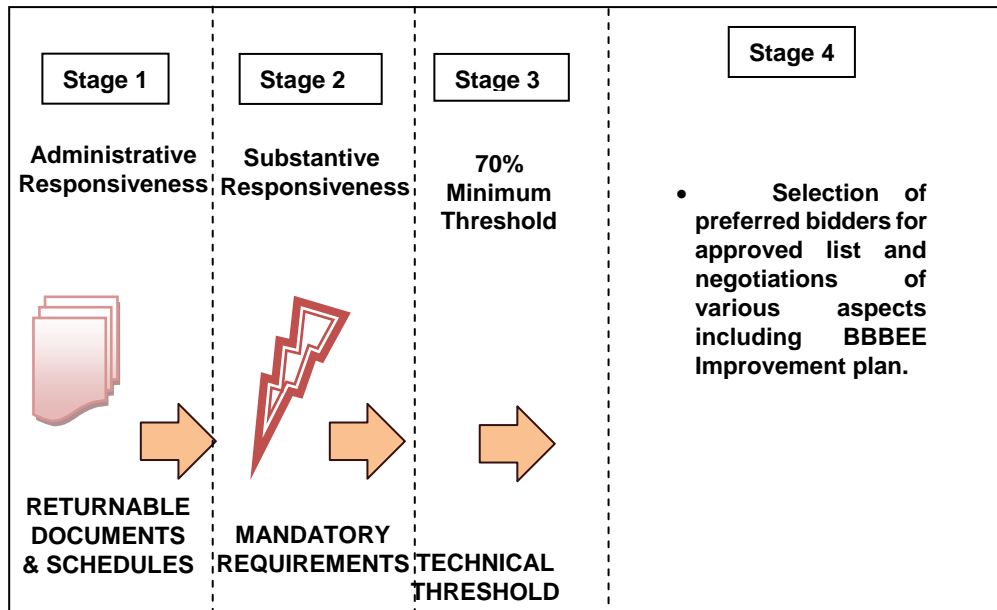 Stage 1
Administrative
Responsiveness
RETURNABLE
DOCUMENTS
& SCHEDULES
Stage 2
Substantive
Responsiveness
MANDATORY
REQUIREMENTS
Stage 3
70%
Minimum
Threshold
TECHNICAL
THRESHOLD
Stage 4
• Selection of
preferred bidders for
approved list and
negotiations of
various aspects
including BBBEE
Improvement plan.